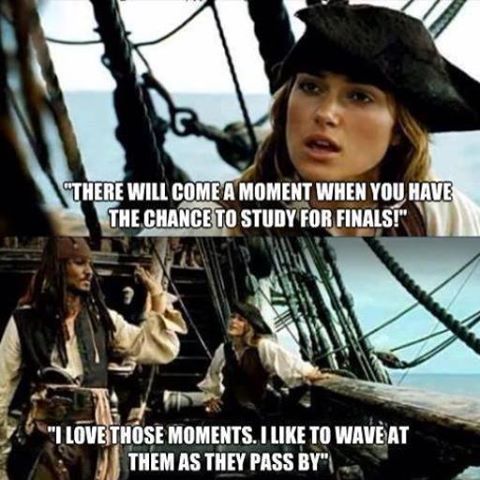 "THERE WILL COME A MOMENT WHEN YOU HAVE
THE CHANCE TO STUDY FOR FINALS!"
"I LOVE THOSE MOMENTS. I LIKE TO WAVE AT
THEM AS THEY PASS BY"